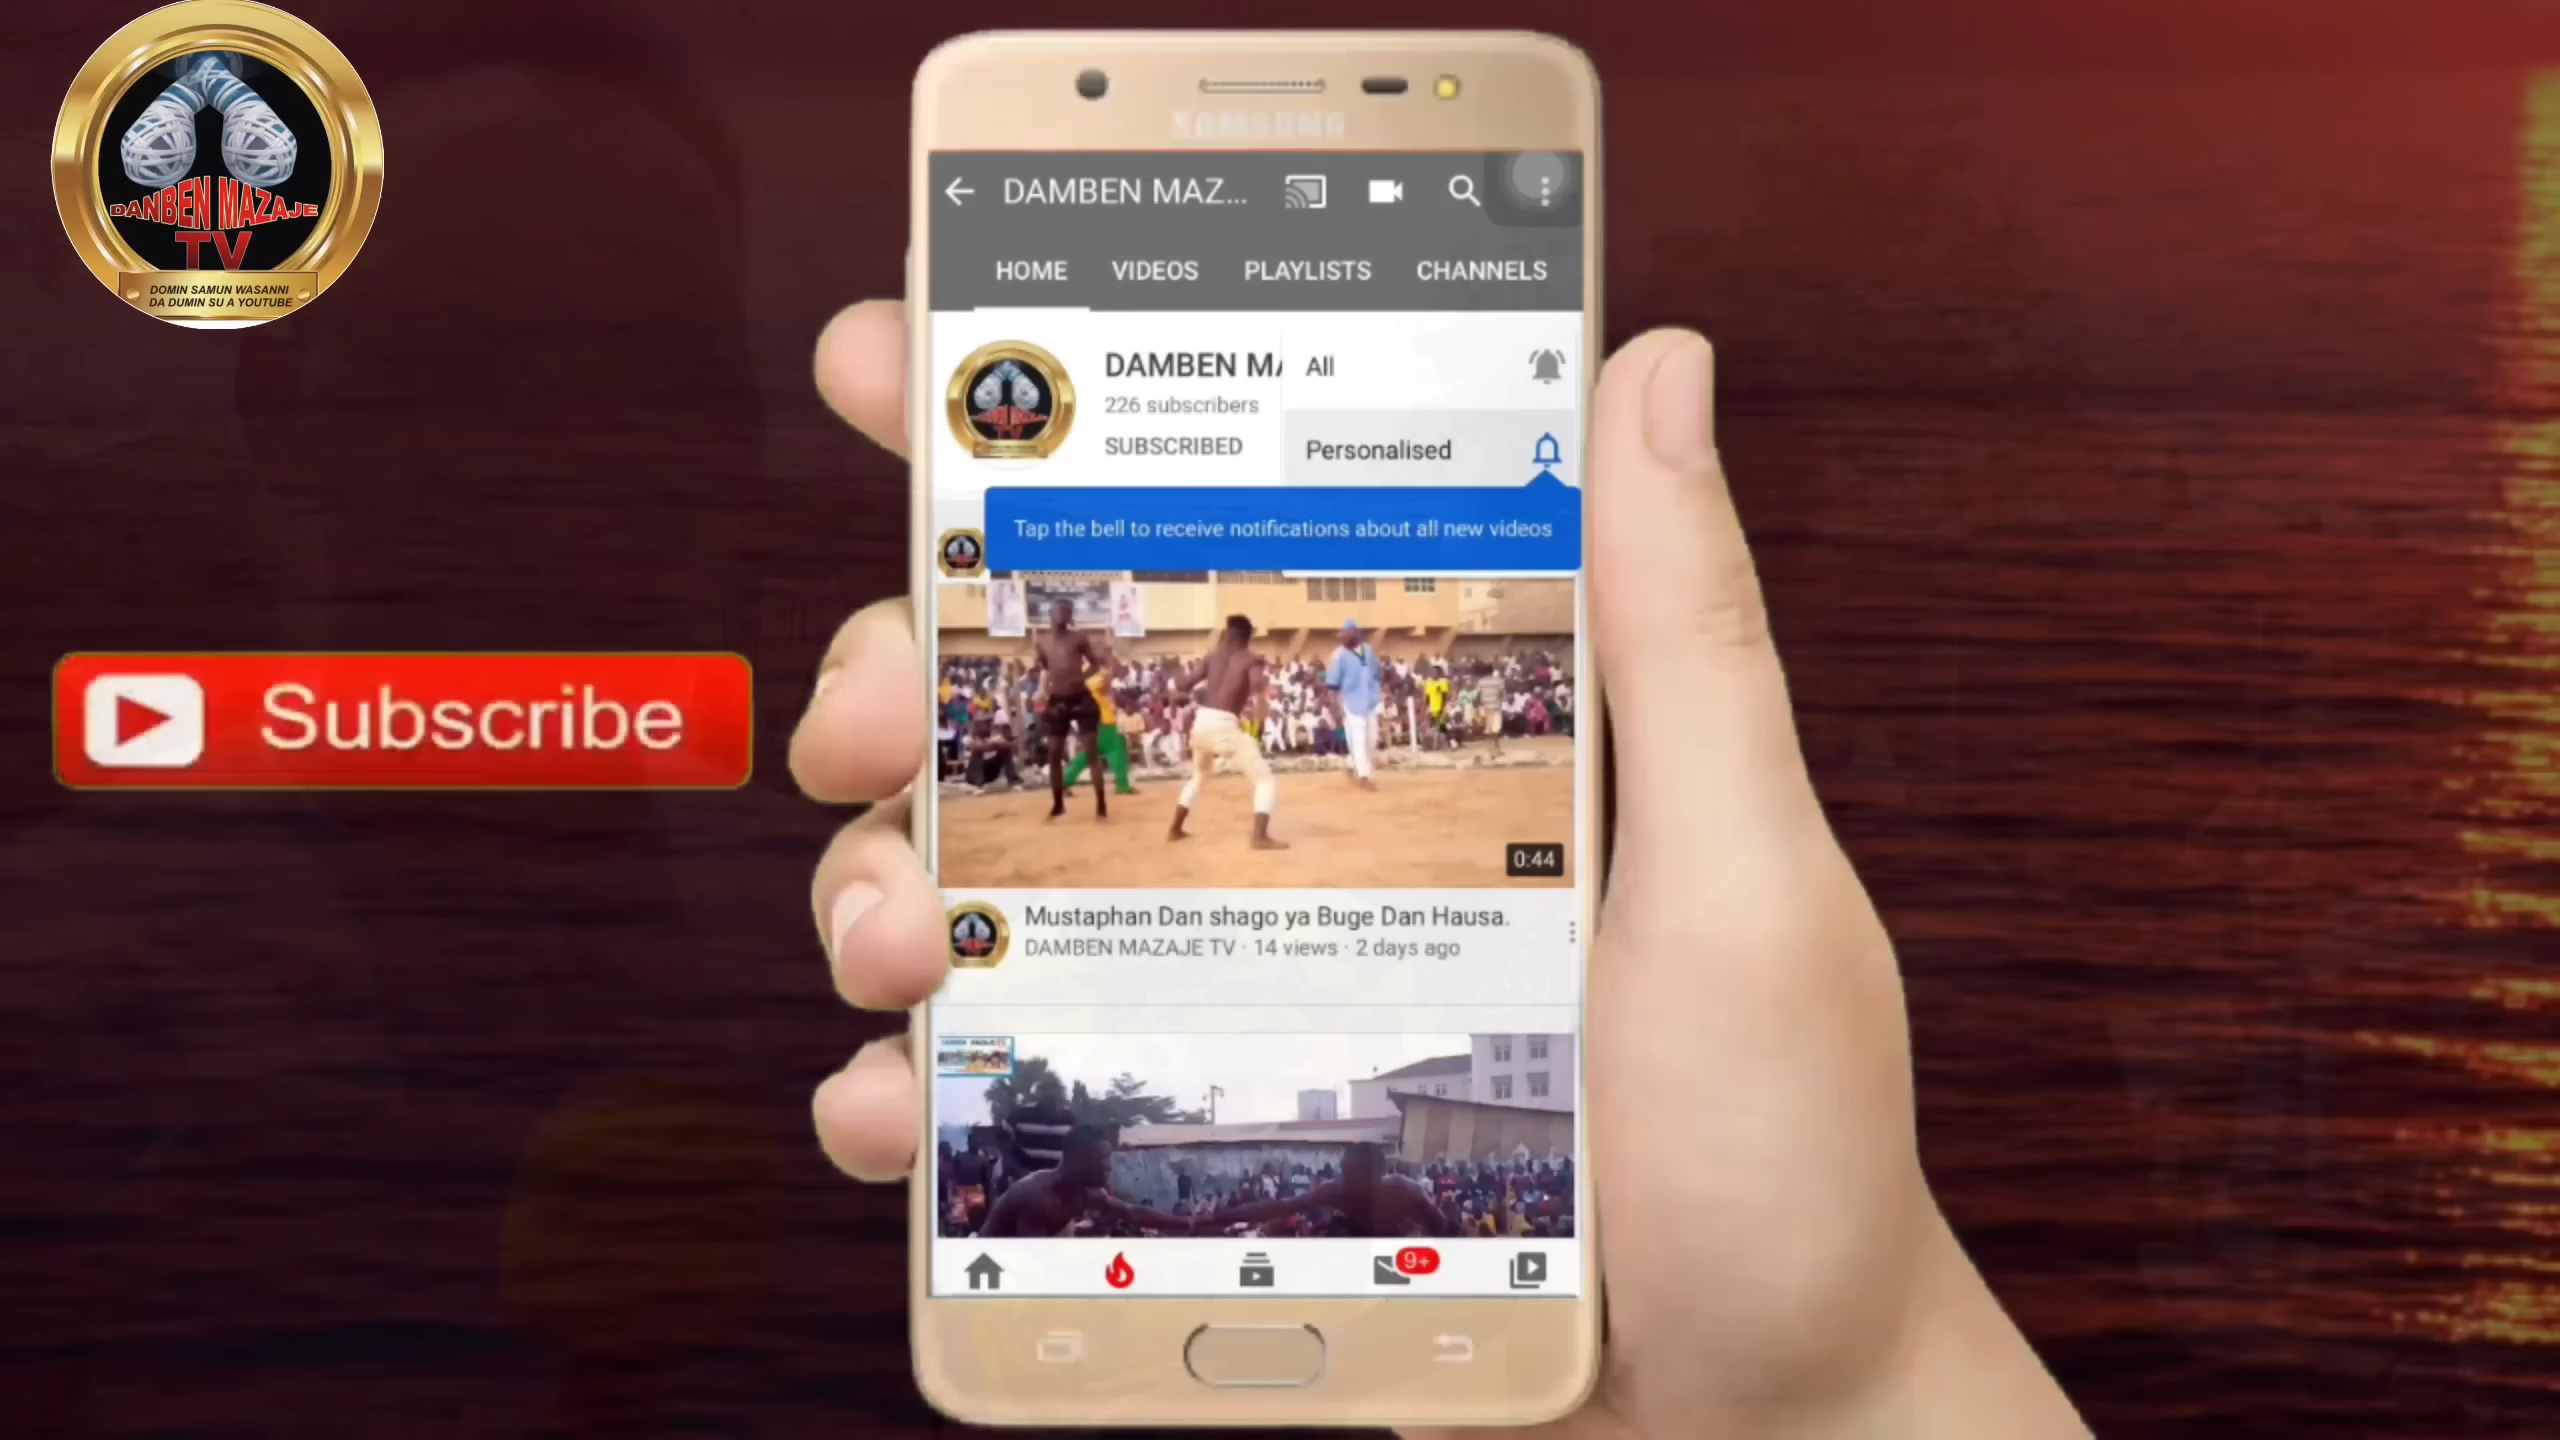 DANBEN MAZAJE
TV
DOMIN SAMUN WASANNI
DA DUMIN SU A YOUTUBE
Subscribe
SAMSUNG
DAMBEN MAZ...
HOME VIDEOS PLAYLISTS CHANNELS
DAMBEN MA
226 subscribers
SUBSCRIBED
All
Personalised
Tap the bell to receive notifications about all new videos
0:44
Mustaphan Dan shago ya Buge Dan Hausa.
DAMBEN MAZAJE TV · 14 views · 2 days ago
9+